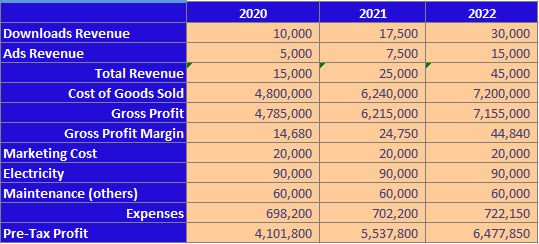 2020 2021 2022
Downloads Revenue 10,000 17,500 30,000
Ads Revenue 5,000 7,500 15,000
Total Revenue 15,000 25,000 45,000
Cost of Goods Sold 4,800,000 6,240,000 7,200,000
Gross Profit 4,785,000 6,215,000 7,155,000
Gross Profit Margin 14,680 24,750 44,840
Marketing Cost 20,000 20,000 20,000
Electricity 90,000 90,000 90,000
Maintenance (others) 60,000 60,000 60,000
Expenses 698,200 702,200 722,150
Pre-Tax Profit 4,101,800 5,537,800 6,477,850